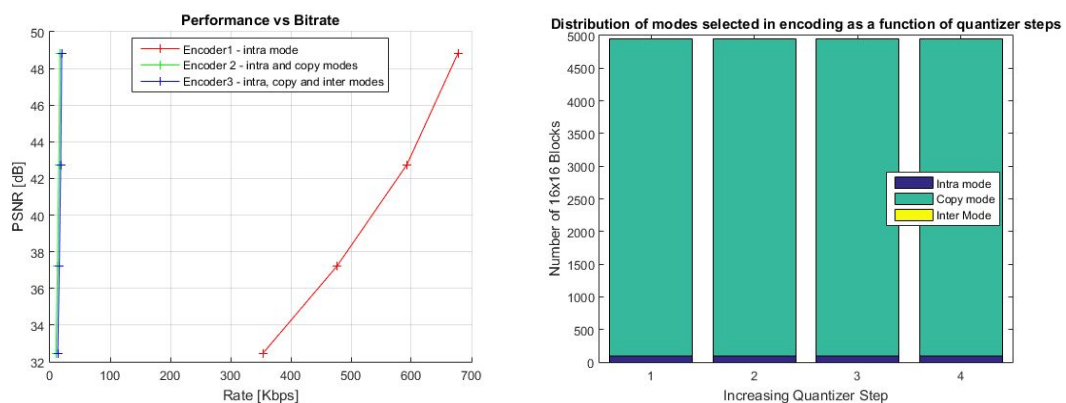 Performance vs Bitrate
50
48
46
44
42
40
38
36
34
32
PSNR [dB]
Encoder1 - intra mode
Encoder 2 - intra and copy modes
Encoder3 - intra, copy and inter modes
0 100 200 300 400 500 600 700
Rate [Kbps]
Distribution of modes selected in encoding as a function of quantizer steps
5000
4500
4000
3500
3000
2500
2000
1500
1000
500
0
Number of 16x16 Blocks
Intra mode
Copy mode
Inter Mode
1 2 3 4
Increasing Quantizer Step